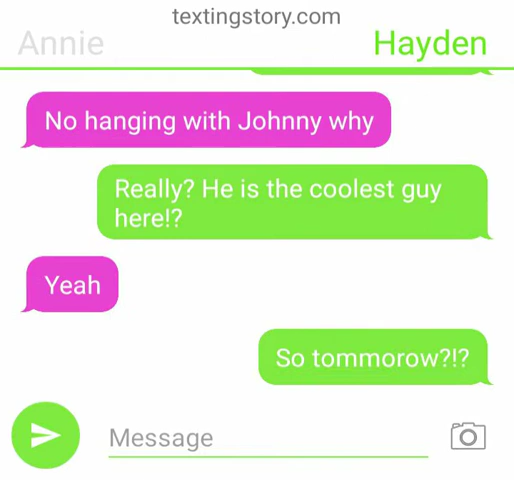 textingstory.com
Annie
Hayden
No hanging with Johnny why
Really? He is the coolest guy
here!?
Yeah
So tommorow?!?
Message